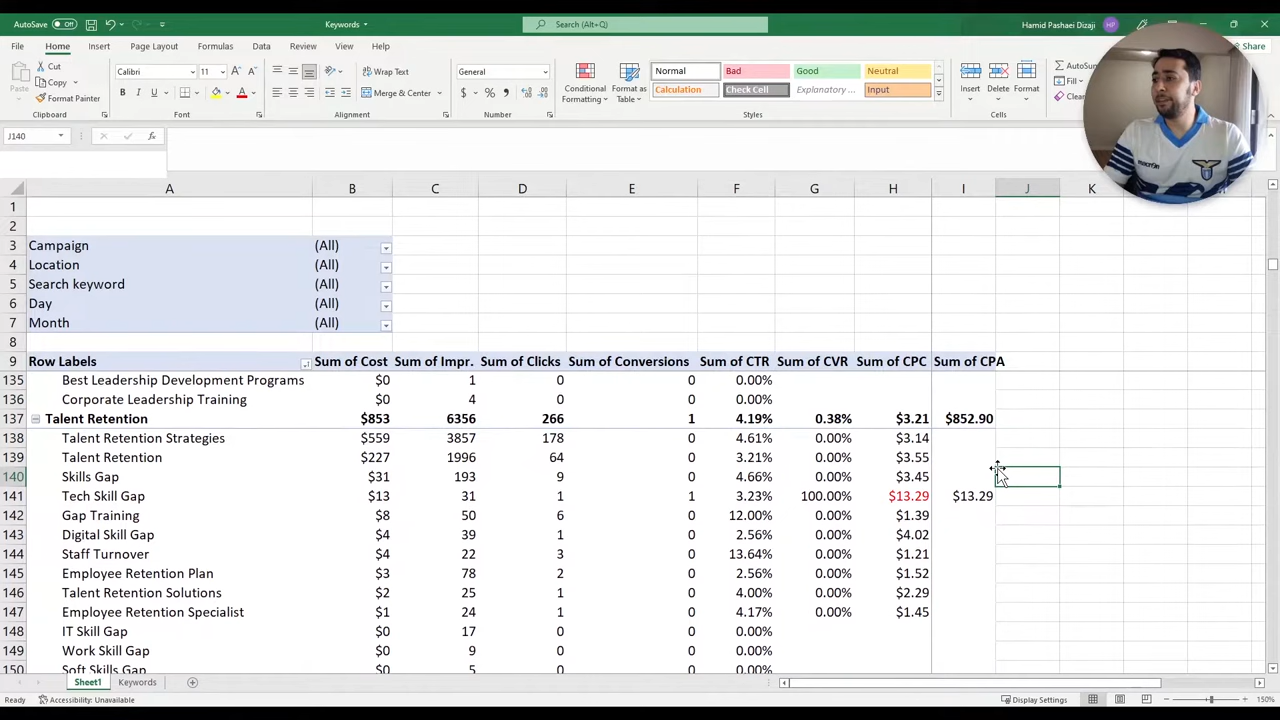 AutoSave Off Keywords Search (Alt+Q) Hamid Pashaei Dizaji HP
File Home Insert Page Layout Formulas Data Review View Help Share
Paste Cut Copy Format Painter
Calibri 11 B I U
Wrap Text Merge & Center
General $ % 9
Conditional Formatting Format as Table
Normal Bad Good Neutral
Calculation Check Cell Explanatory ... Input
Insert Delete Format
AutoSum Fill Clea
Clipboard Font Alignment Number Styles Cells
J140 fx
A B C D E F G H I J K
1
2
3 Campaign (All)
4 Location (All)
5 Search keyword (All)
6 Day (All)
7 Month (All)
8
9 Row Labels Sum of Cost Sum of Impr. Sum of Clicks Sum of Conversions Sum of CTR Sum of CVR Sum of CPC Sum of CPA
135 Best Leadership Development Programs $0 1 0 0 0.00%
136 Corporate Leadership Training $0 4 0 0 0.00%
137 Talent Retention $853 6356 266 1 4.19% 0.38% $3.21 $852.90
138 Talent Retention Strategies $559 3857 178 0 4.61% 0.00% $3.14
139 Talent Retention $227 1996 64 0 3.21% 0.00% $3.55
140 Skills Gap $31 193 9 0 4.66% 0.00% $3.45
141 Tech Skill Gap $13 31 1 1 3.23% 100.00% $13.29 $13.29
142 Gap Training $8 50 6 0 12.00% 0.00% $1.39
143 Digital Skill Gap $4 39 1 0 2.56% 0.00% $4.02
144 Staff Turnover $4 22 3 0 13.64% 0.00% $1.21
145 Employee Retention Plan $3 78 2 0 2.56% 0.00% $1.52
146 Talent Retention Solutions $2 25 1 0 4.00% 0.00% $2.29
147 Employee Retention Specialist $1 24 1 0 4.17% 0.00% $1.45
148 IT Skill Gap $0 17 0 0 0.00%
149 Work Skill Gap $0 9 0 0 0.00%
150 Soft Skills Gap $0 5 0 0 0.00%
Sheet1 Keywords
Ready Accessibility: Unavailable Display Settings 150%